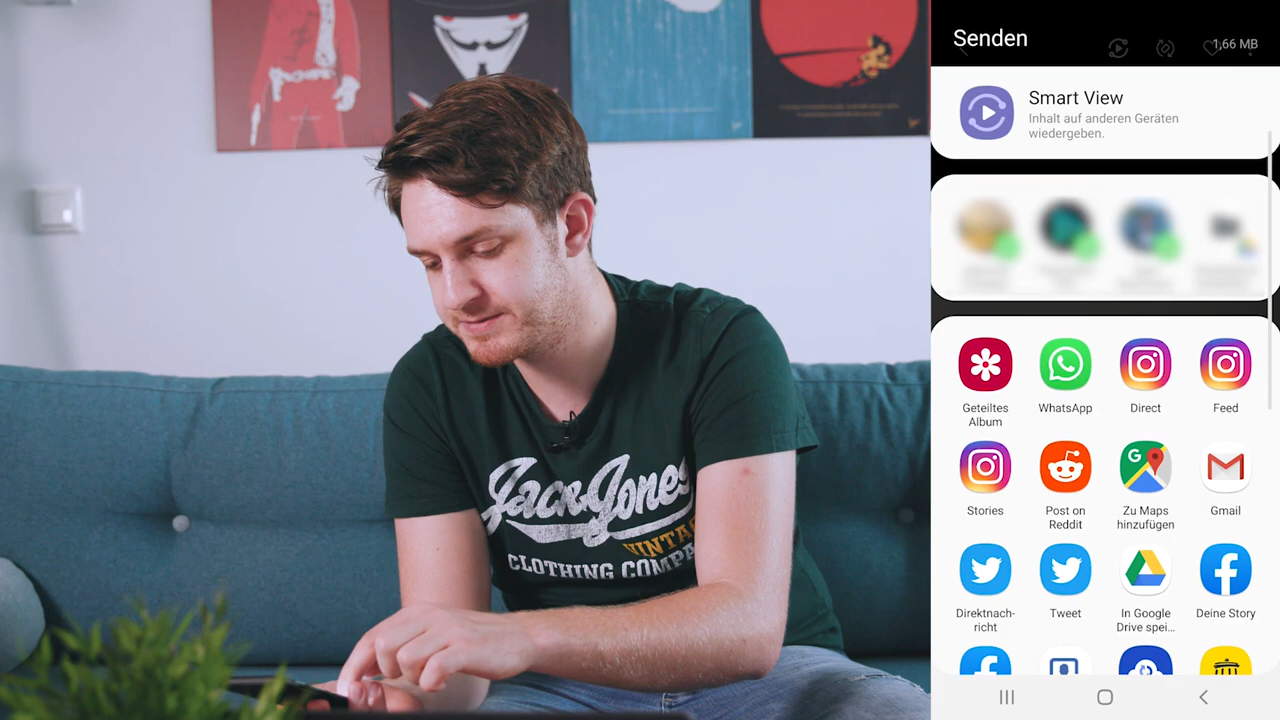 Senden
1,66 MB
Smart View
Inhalt auf anderen Geräten
wiedergeben.
Geteiltes
Album
WhatsApp
Direct
Feed
Stories
Post on
Reddit
Zu Maps
hinzufügen
Gmail
Direktnach-
richt
Tweet
In Google
Drive spei...
Deine Story
Jack & Jones
VINTAG
CLOTHING COMPA